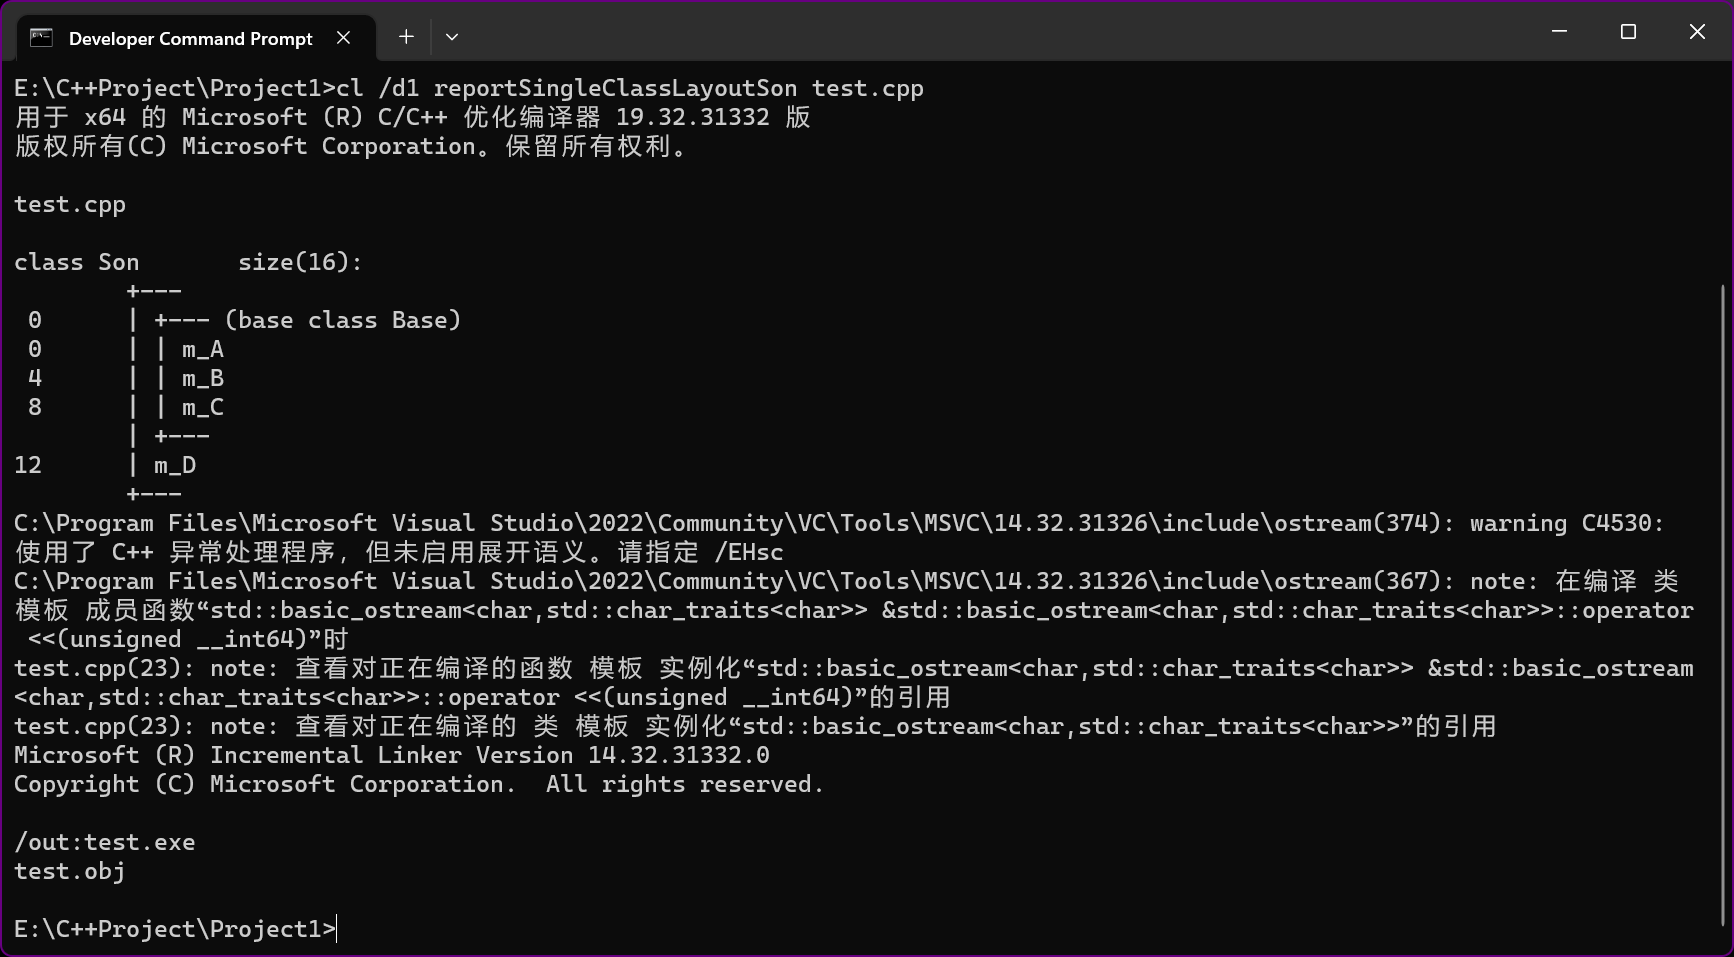 Developer Command Prompt
E:\C++Project\Project1>cl /d1 reportSingleClassLayoutSon test.cpp
用于 x64 的 Microsoft (R) C/C++ 优化编译器 19.32.31332 版
版权所有(C) Microsoft Corporation。保留所有权利。
test.cpp
class Son       size(16):
        +---
 0      | +--- (base class Base)
 0      | | m_A
 4      | | m_B
 8      | | m_C
        | +---
12      | m_D
        +---
C:\Program Files\Microsoft Visual Studio\2022\Community\VC\Tools\MSVC\14.32.31326\include\ostream(374): warning C4530:
使用了 C++ 异常处理程序，但未启用展开语义。请指定 /EHsc
C:\Program Files\Microsoft Visual Studio\2022\Community\VC\Tools\MSVC\14.32.31326\include\ostream(367): note: 在编译 类
模板 成员函数“std::basic_ostream<char,std::char_traits<char>> &std::basic_ostream<char,std::char_traits<char>>::operator
 <<(unsigned __int64)”时
test.cpp(23): note: 查看对正在编译的函数 模板 实例化“std::basic_ostream<char,std::char_traits<char>> &std::basic_ostream
<char,std::char_traits<char>>::operator <<(unsigned __int64)”的引用
test.cpp(23): note: 查看对正在编译的 类 模板 实例化“std::basic_ostream<char,std::char_traits<char>>”的引用
Microsoft (R) Incremental Linker Version 14.32.31332.0
Copyright (C) Microsoft Corporation.  All rights reserved.
/out:test.exe
test.obj
E:\C++Project\Project1>